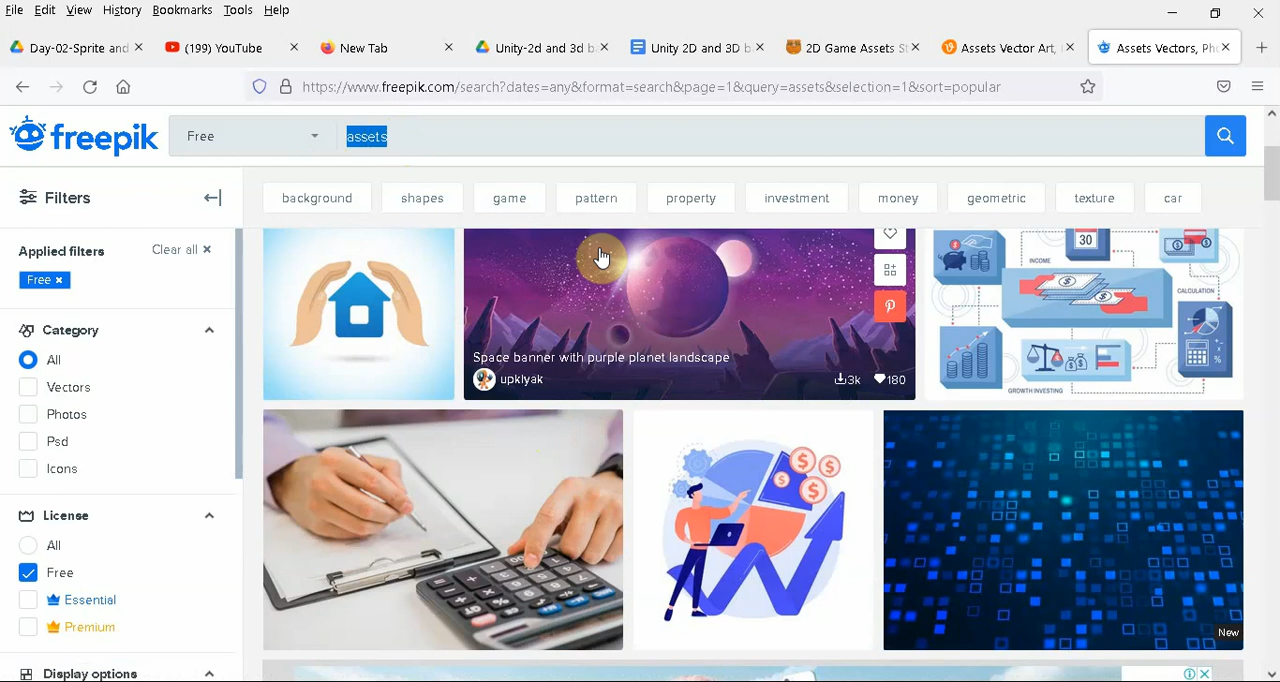 File Edit View History Bookmarks Tools Help
Day-02-Sprite and
(199) YouTube
New Tab
Unity-2d and 3d b
Unity 2D and 3D b
2D Game Assets St
Assets Vector Art,
Assets Vectors, Ph
https://www.freepik.com/search?dates=any&format=search&page=1&query=assets&selection=1&sort=popular
freepik
Free
assets
Filters
background
shapes
game
pattern
property
investment
money
geometric
texture
car
Applied filters
Clear all
Free
Category
All
Vectors
Photos
Psd
Icons
License
All
Free
Essential
Premium
Display options
Space banner with purple planet landscape
upklyak
3k
180
30
INCOME
CALCULATION
GROWTH INVESTING
New